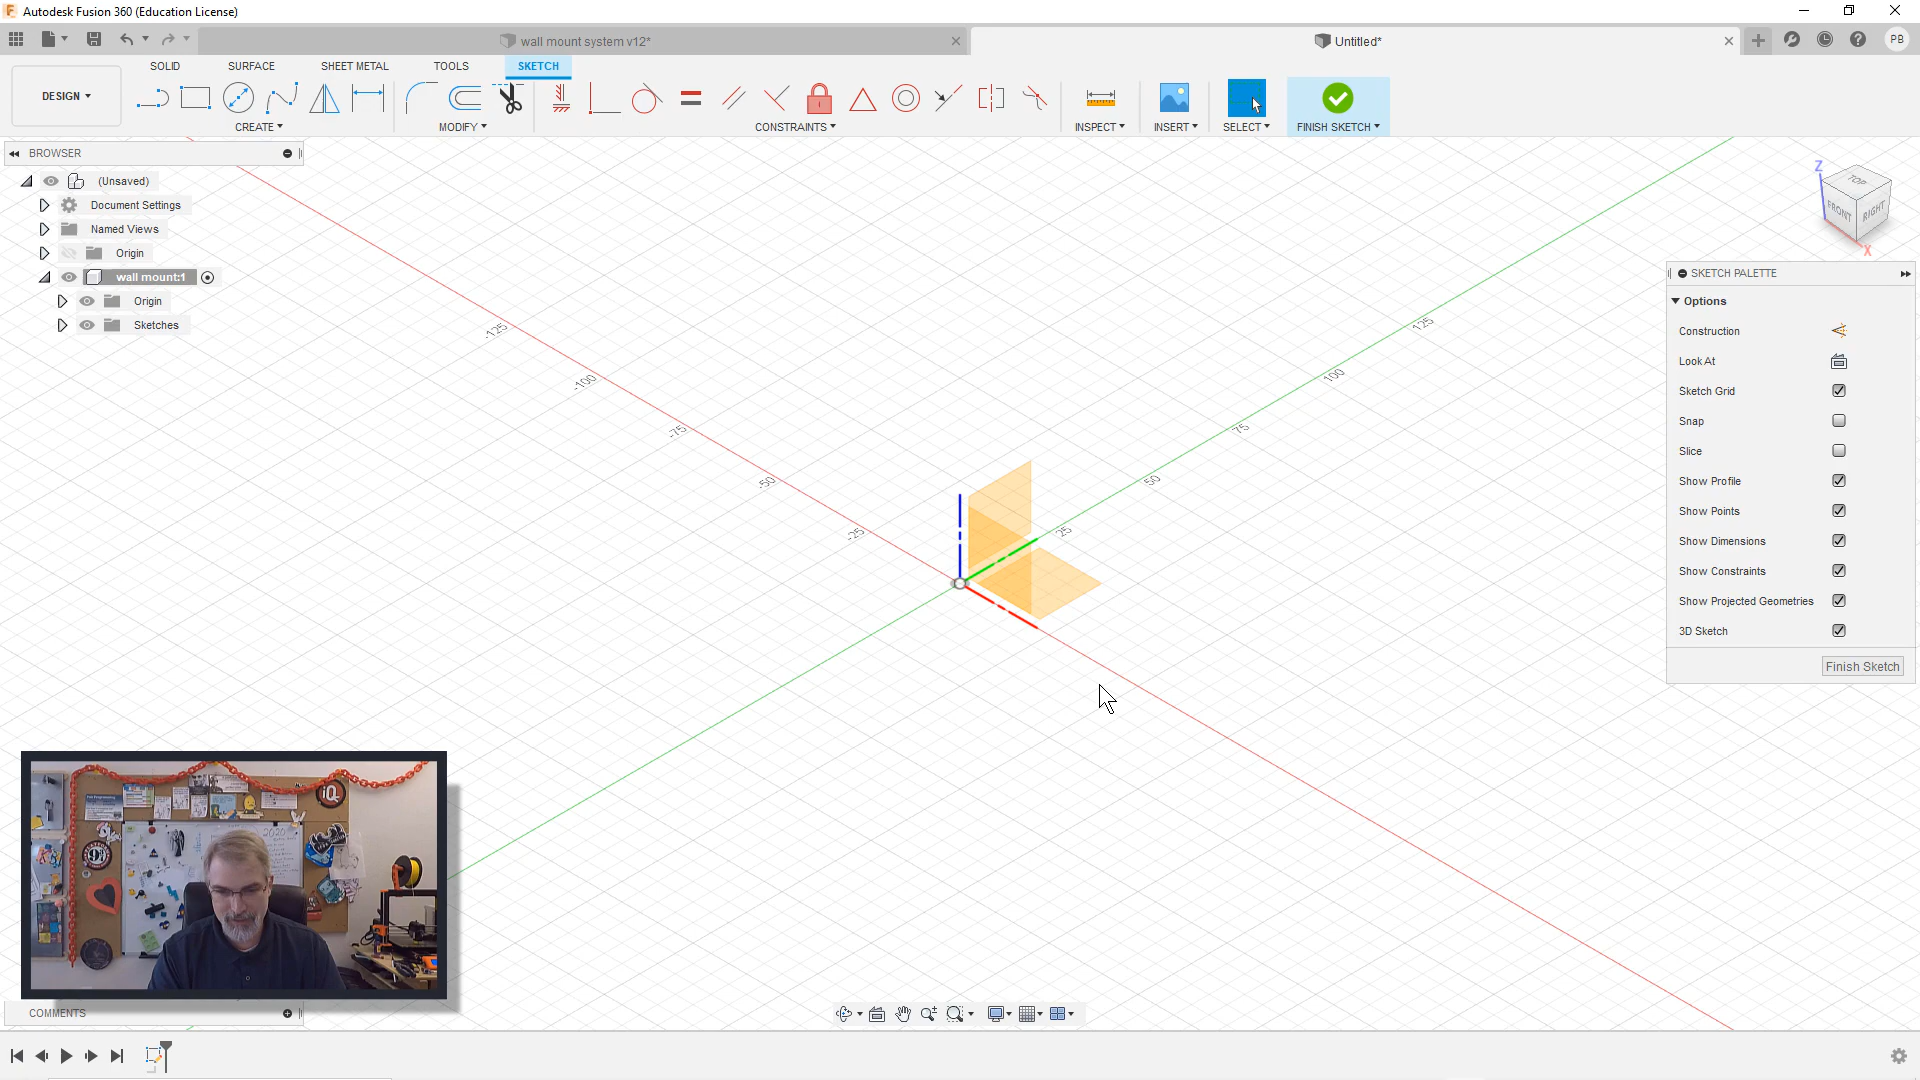 Autodesk Fusion 360 (Education License)
wall mount system v12*
Untitled*
PB
DESIGN
SOLID
SURFACE
SHEET METAL
TOOLS
SKETCH
CREATE
MODIFY
CONSTRAINTS
INSPECT
INSERT
SELECT
FINISH SKETCH
BROWSER
(Unsaved)
Document Settings
Named Views
Origin
wall mount:1
Origin
Sketches
-125
-100
-75
-50
-25
25
50
75
100
125
Z
TOP
FRONT
RIGHT
X
SKETCH PALETTE
Options
Construction
Look At
Sketch Grid
Snap
Slice
Show Profile
Show Points
Show Dimensions
Show Constraints
Show Projected Geometries
3D Sketch
Finish Sketch
iQ
2020
COMMENTS